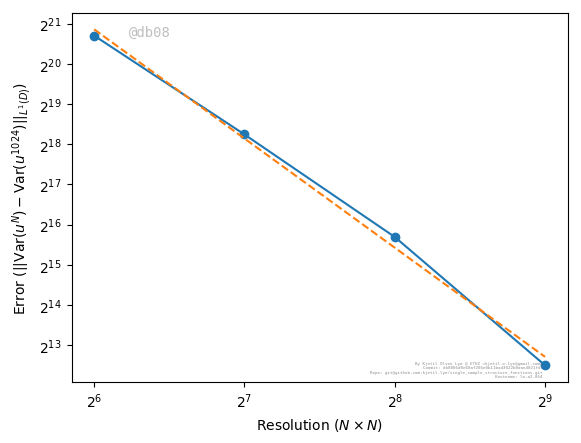 @db08
2^21
2^20
2^19
2^18
2^17
2^16
2^15
2^14
2^13
Error (||Var(u^N) − Var(u^1024)||_L^1(D))
2^6 2^7 2^8 2^9
Resolution (N × N)